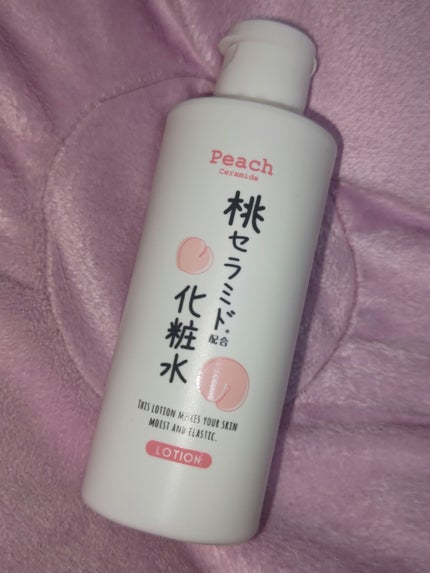 Peach
Ceramide
桃セラミド
配合
化粧水
THIS LOTION MAKES YOUR SKIN
MOIST AND ELASTIC.
LOTION